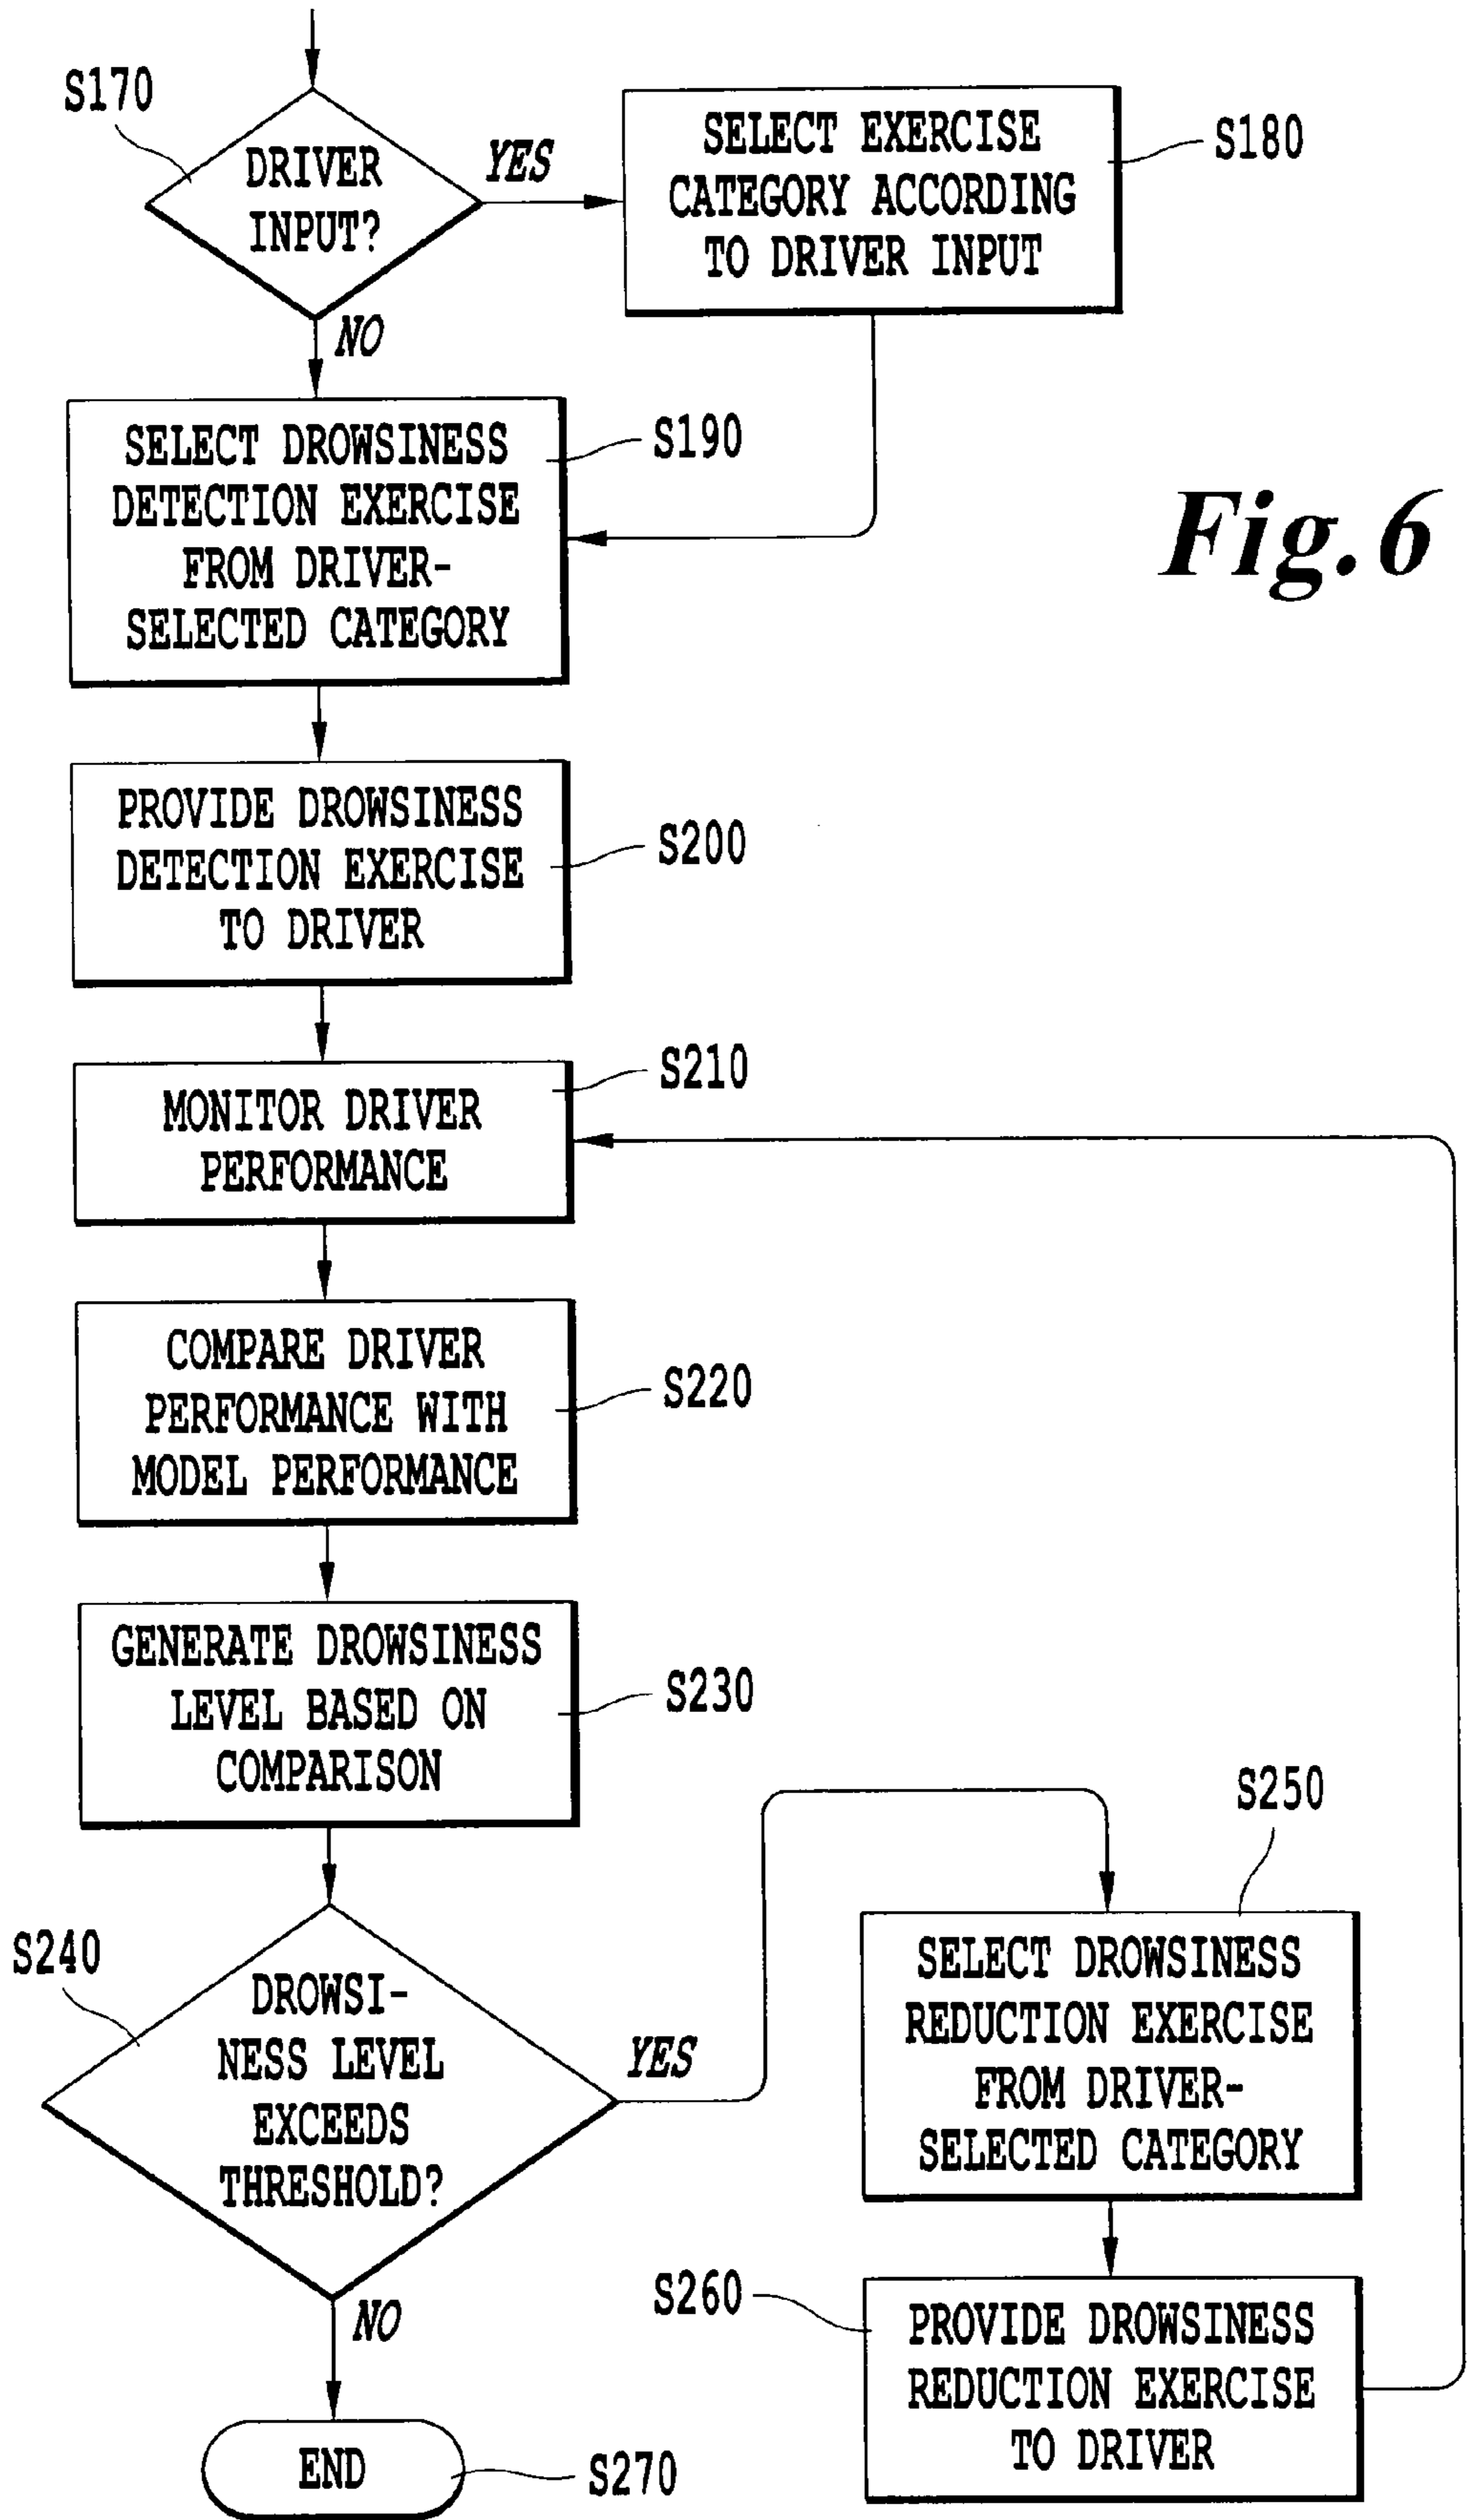 S170
DRIVER
INPUT?
YES
SELECT EXERCISE
CATEGORY ACCORDING
TO DRIVER INPUT
S180
NO
SELECT DROWSINESS
DETECTION EXERCISE
FROM DRIVER-
SELECTED CATEGORY
S190
Fig. 6
PROVIDE DROWSINESS
DETECTION EXERCISE
TO DRIVER
S200
MONITOR DRIVER
PERFORMANCE
S210
COMPARE DRIVER
PERFORMANCE WITH
MODEL PERFORMANCE
S220
GENERATE DROWSINESS
LEVEL BASED ON
COMPARISON
S230
S240
DROWSI-
NESS LEVEL
EXCEEDS
THRESHOLD?
YES
NO
S250
SELECT DROWSINESS
REDUCTION EXERCISE
FROM DRIVER-
SELECTED CATEGORY
S260
PROVIDE DROWSINESS
REDUCTION EXERCISE
TO DRIVER
END
S270